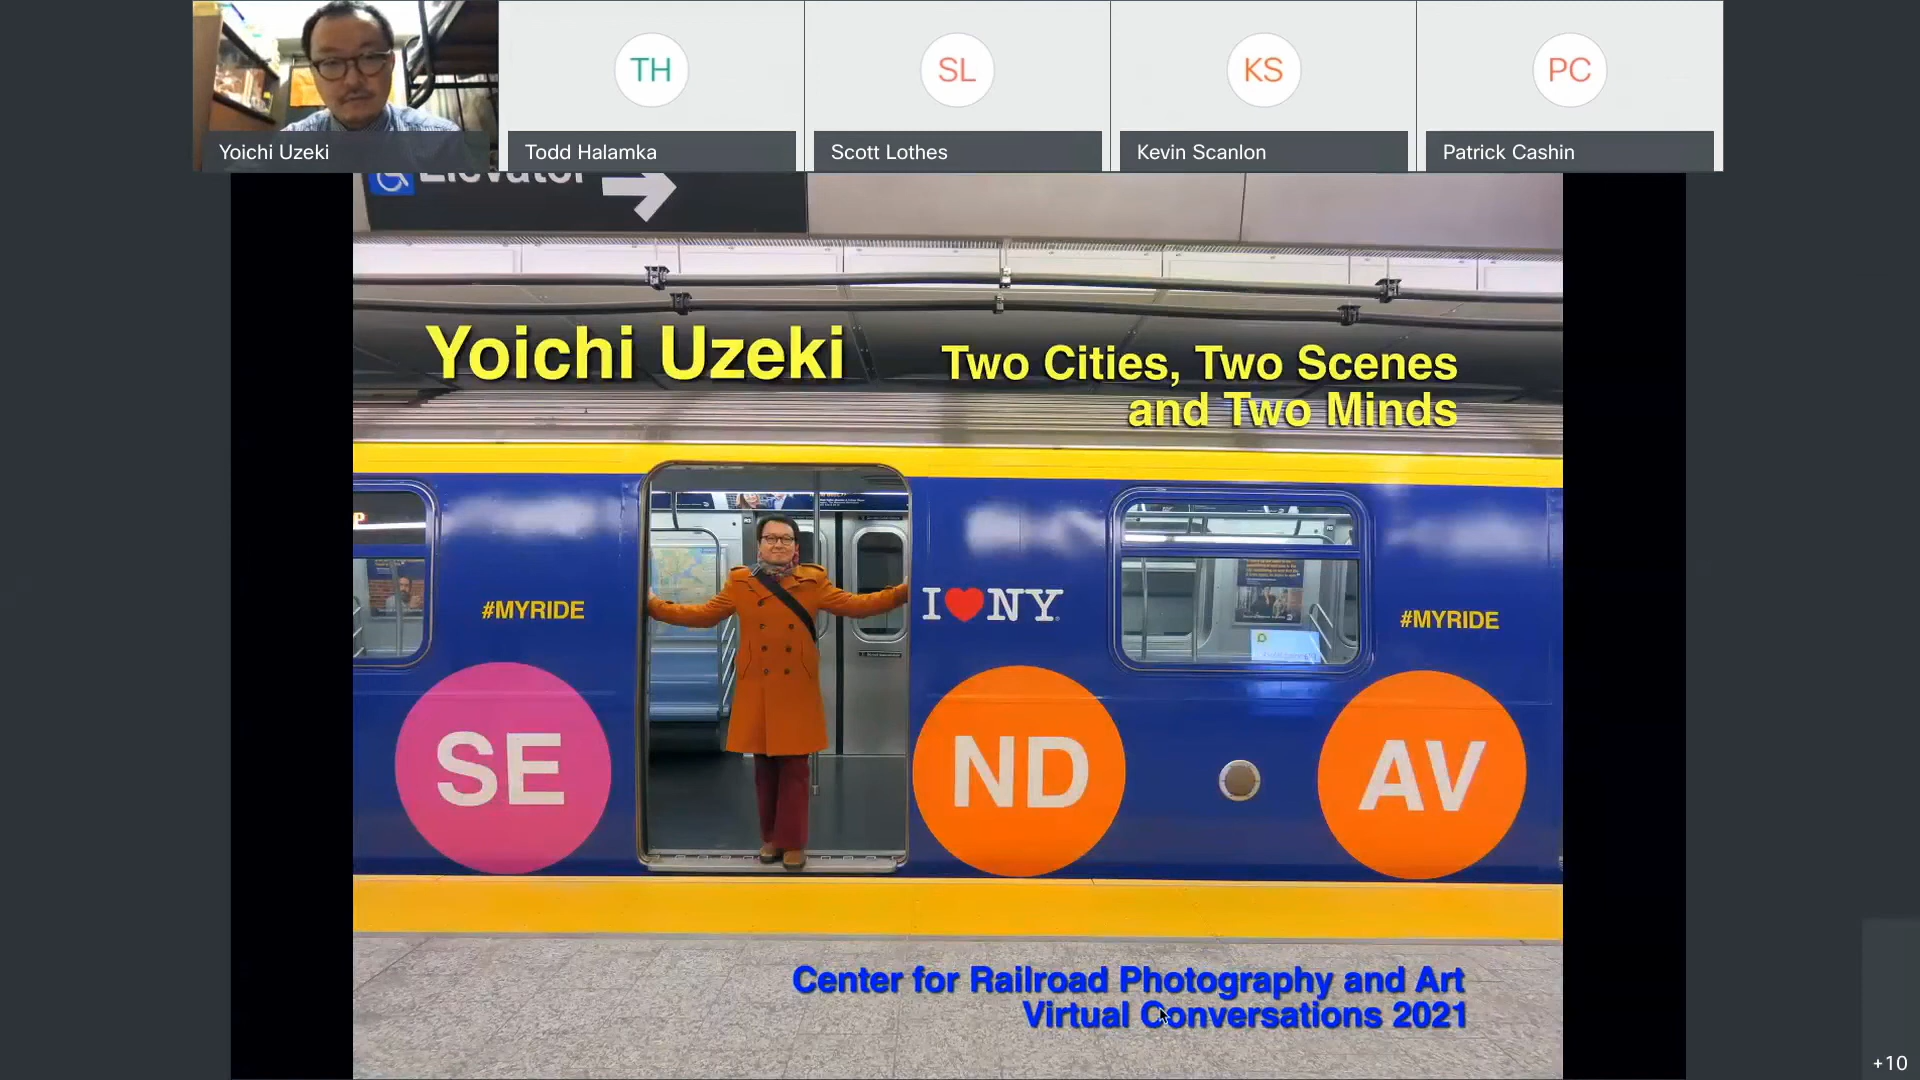 TH
SL
KS
PC
Yoichi Uzeki
Todd Halamka
Scott Lothes
Kevin Scanlon
Patrick Cashin
Elevator
Yoichi Uzeki
Two Cities, Two Scenes
and Two Minds
#MYRIDE
I NY
#MYRIDE
SE
ND
AV
Center for Railroad Photography and Art
Virtual Conversations 2021
+10